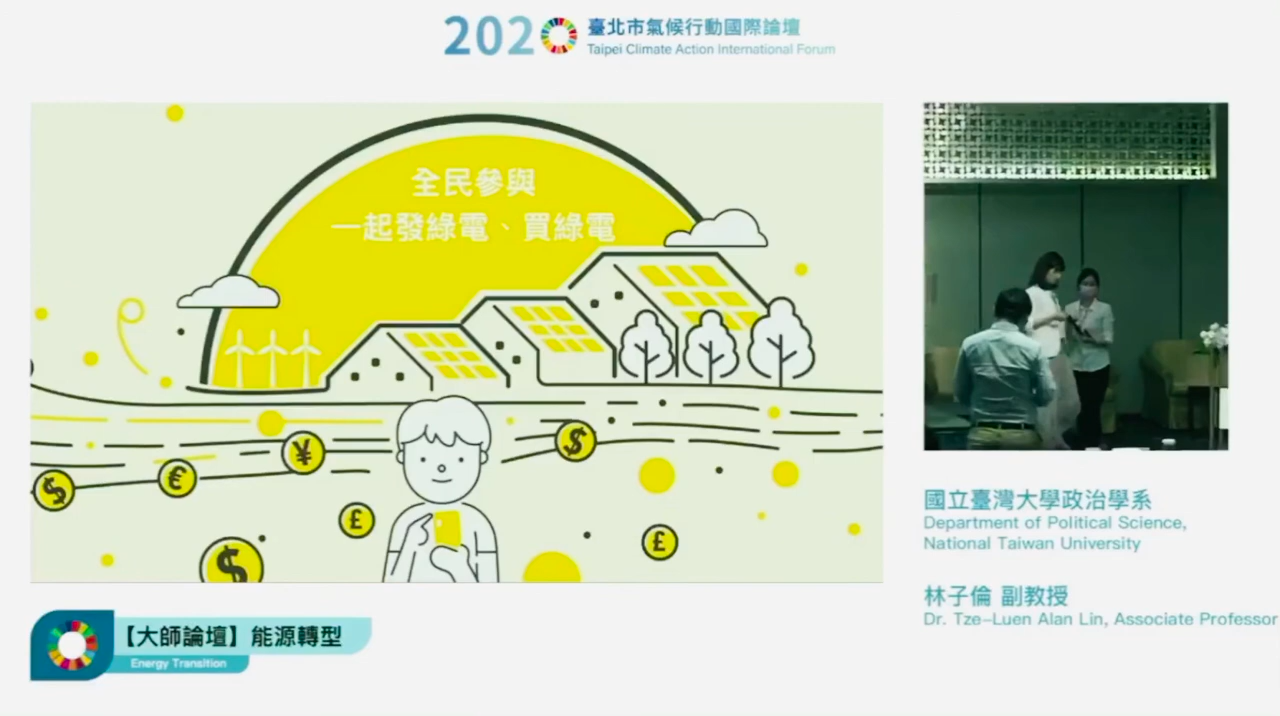 2020 臺北市氣候行動國際論壇
Taipei Climate Action International Forum
全民參與
一起發綠電、買綠電
$
€
¥
$
£
$
£
國立臺灣大學政治學系
Department of Political Science,
National Taiwan University
林子倫 副教授
Dr. Tze-Luen Alan Lin, Associate Professor
【大師論壇】能源轉型
Energy Transition